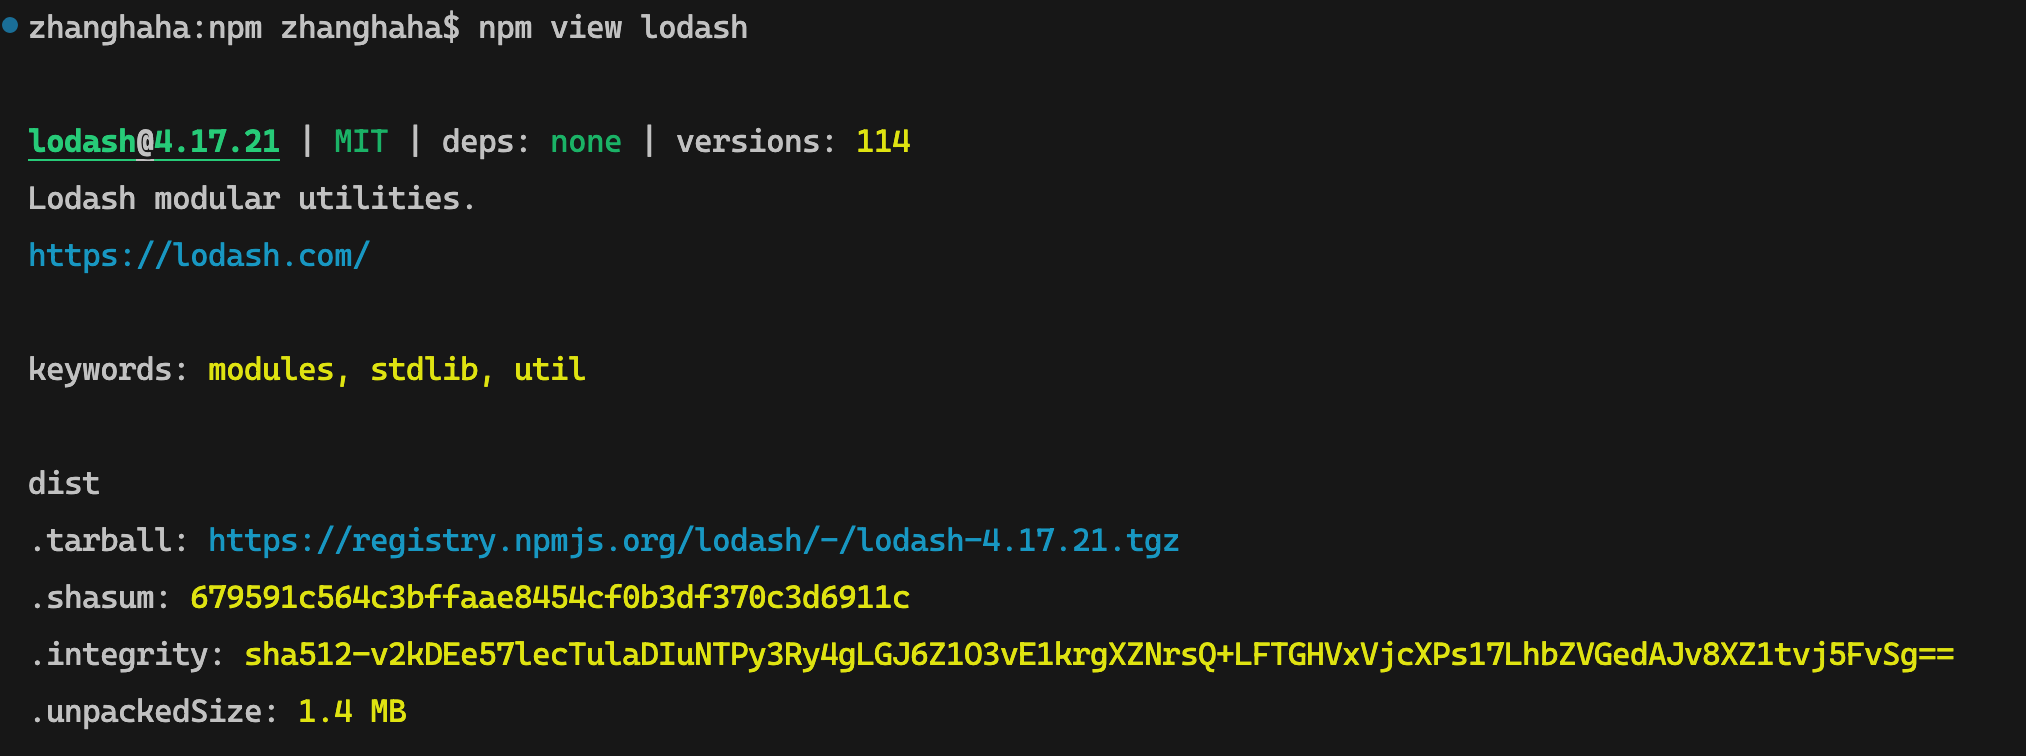 zhanghaha:npm zhanghaha$ npm view lodash
lodash@4.17.21 | MIT | deps: none | versions: 114
Lodash modular utilities.
https://lodash.com/
keywords: modules, stdlib, util
dist
.tarball: https://registry.npmjs.org/lodash/-/lodash-4.17.21.tgz
.shasum: 679591c564c3bffaae8454cf0b3df370c3d6911c
.integrity: sha512-v2kDEe57lecTulaDIuNTPy3Ry4gLGJ6Z1O3vE1krgXZNrsQ+LFTGHVxVjcXPs17LhbZVGedAJv8XZ1tvj5FvSg==
.unpackedSize: 1.4 MB